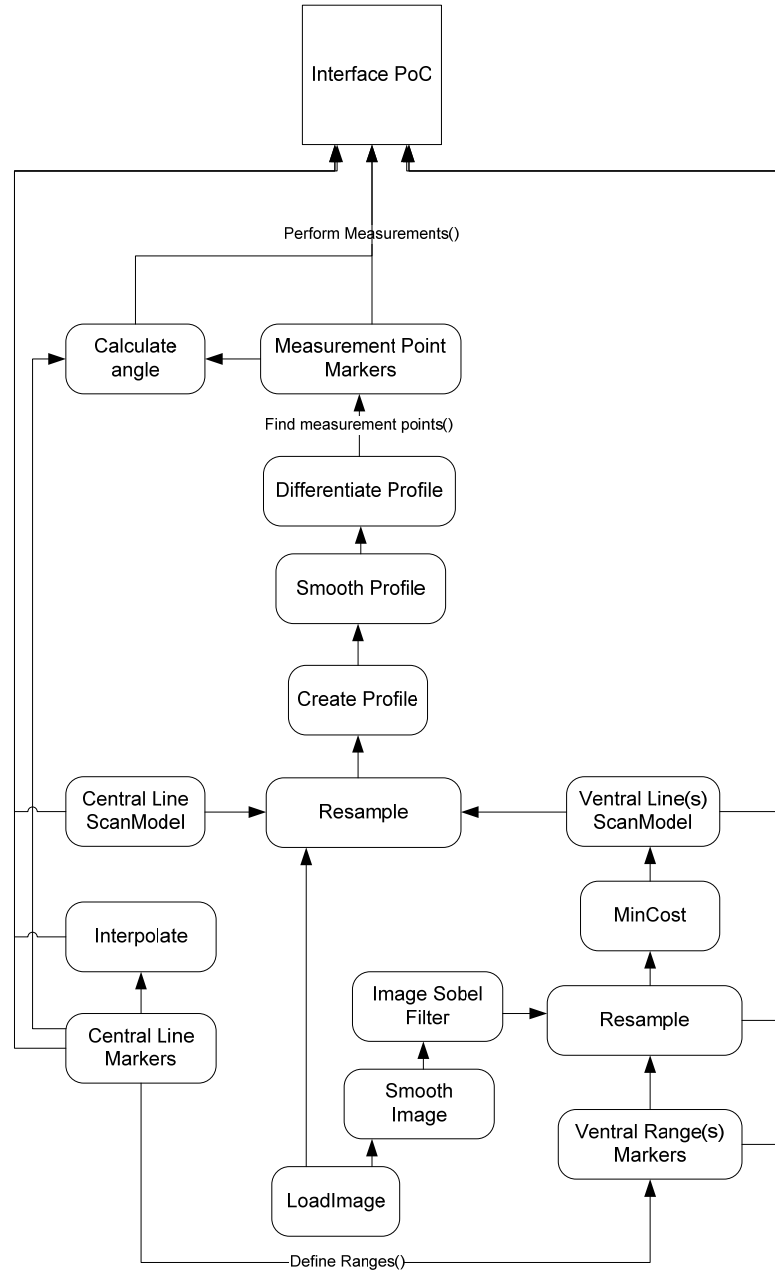 Interface PoC
Perform Measurements()
Calculate
angle
Measurement Point
Markers
Find measurement points()
Differentiate Profile
Smooth Profile
Create Profile
Central Line
ScanModel
Resample
Ventral Line(s)
ScanModel
MinCost
Interpolate
Image Sobel
Filter
Resample
Central Line
Markers
Smooth
Image
Ventral Range(s)
Markers
LoadImage
Define Ranges()